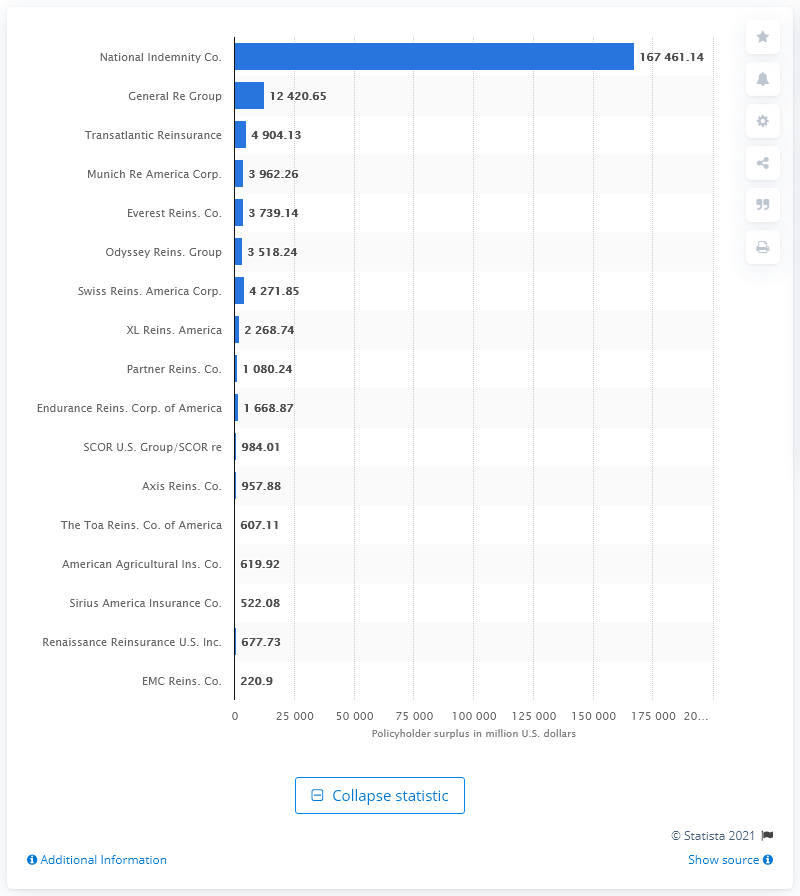 National Indemnity Co. 167 461.14
General Re Group 12 420.65
Transatlantic Reinsurance 4 904.13
Munich Re America Corp. 3 962.26
Everest Reins. Co. 3 739.14
Odyssey Reins. Group 3 518.24
Swiss Reins. America Corp. 4 271.85
XL Reins. America 2 268.74
Partner Reins. Co. 1 080.24
Endurance Reins. Corp. of America 1 668.87
SCOR U.S. Group/SCOR re 984.01
Axis Reins. Co. 957.88
The Toa Reins. Co. of America 607.11
American Agricultural Ins. Co. 619.92
Sirius America Insurance Co. 522.08
Renaissance Reinsurance U.S. Inc. 677.73
EMC Reins. Co. 220.9
0 25 000 50 000 75 000 100 000 125 000 150 000 175 000 20...
Policyholder surplus in million U.S. dollars
Collapse statistic
© Statista 2021
Additional Information Show source